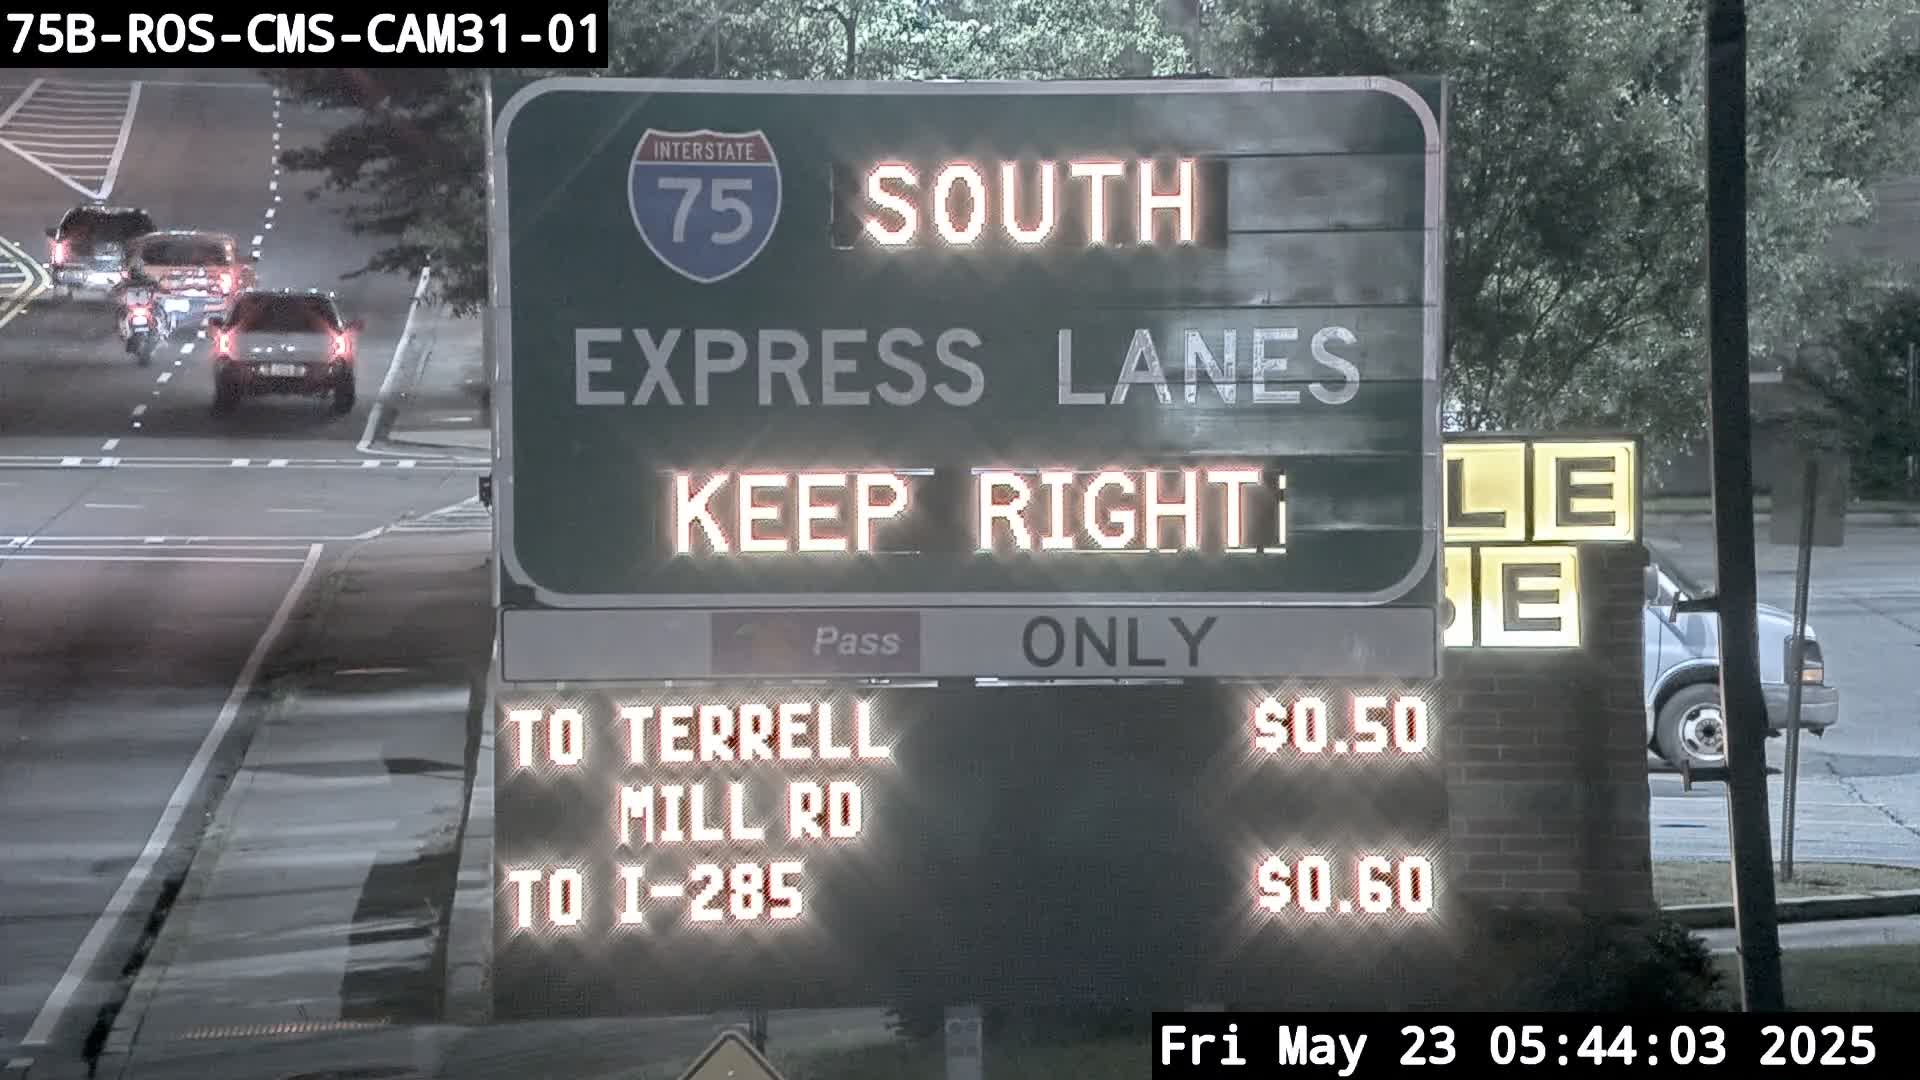 75B-ROS-CMS-CAM31-01
INTERSTATE
75
SOUTH
EXPRESS LANES
KEEP RIGHT
Pass ONLY
TO TERRELL $0.50
MILL RD
TO I-285 $0.60
LE
E
Fri May 23 05:44:03 2025